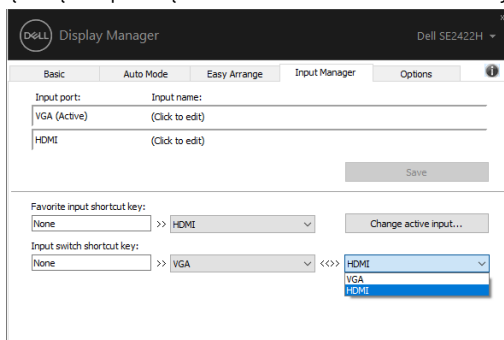 DELL Display Manager Dell SE2422H
Basic Auto Mode Easy Arrange Input Manager Options
Input port: Input name:
VGA (Active) (Click to edit)
HDMI (Click to edit)
Save
Favorite input shortcut key:
None >> HDMI Change active input...
Input switch shortcut key:
None >> VGA <<>> HDMI
VGA
HDMI